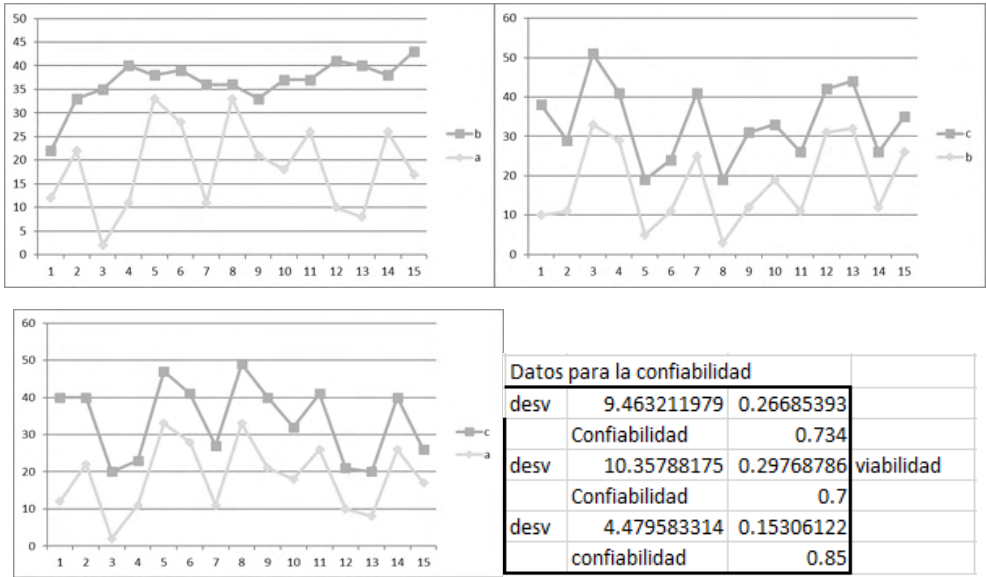 50
45
40
35
30
25
20
15
10
5
0
1 2 3 4 5 6 7 8 9 10 11 12 13 14 15
b
a
60
50
40
30
20
10
0
1 2 3 4 5 6 7 8 9 10 11 12 13 14 15
c
b
60
50
40
30
20
10
0
1 2 3 4 5 6 7 8 9 10 11 12 13 14 15
c
a
Datos para la confiabilidad
desv 9.463211979 0.26685393
Confiabilidad 0.734
desv 10.35788175 0.29768786 viabilidad
Confiabilidad 0.7
desv 4.479583314 0.15306122
confiabilidad 0.85